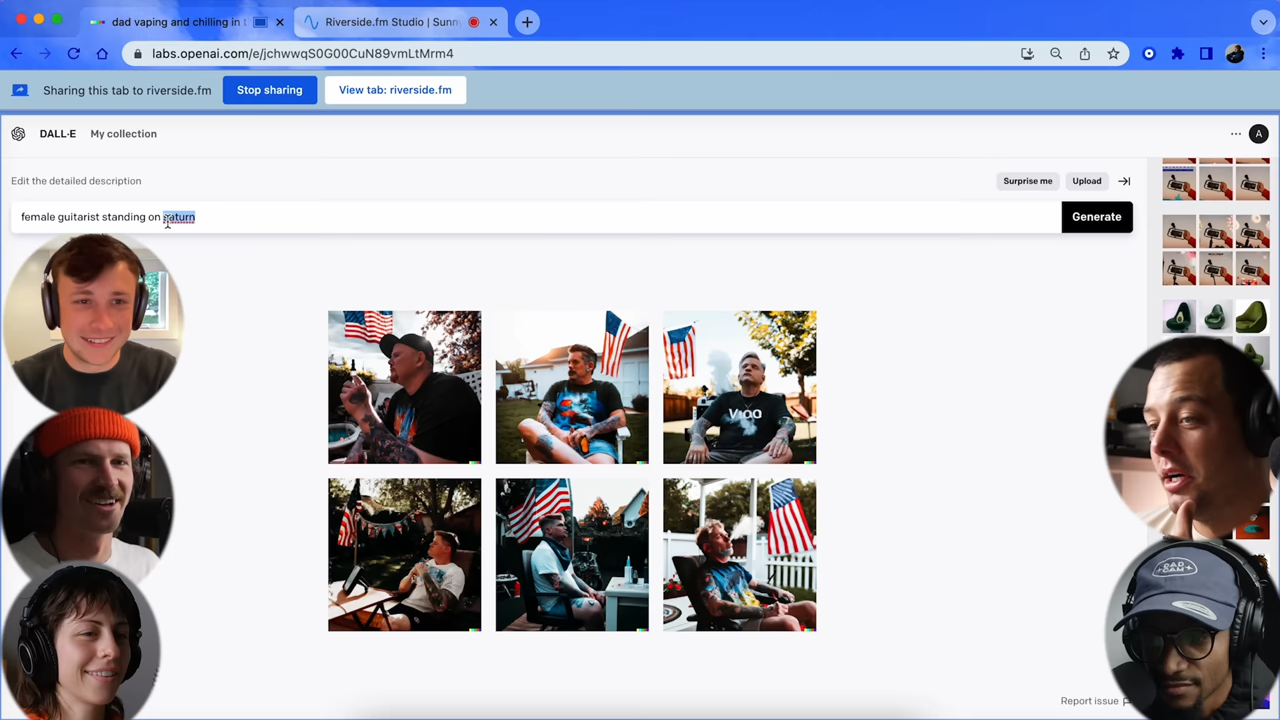 dad vaping and chilling in t
Riverside.fm Studio | Sunn
labs.openai.com/e/jchwwqS0G00CuN89vmLtMrm4
Sharing this tab to riverside.fm
Stop sharing
View tab: riverside.fm
DALL·E
My collection
A
Edit the detailed description
Surprise me
Upload
female guitarist standing on saturn
Generate
DAD
CAM
Report issue